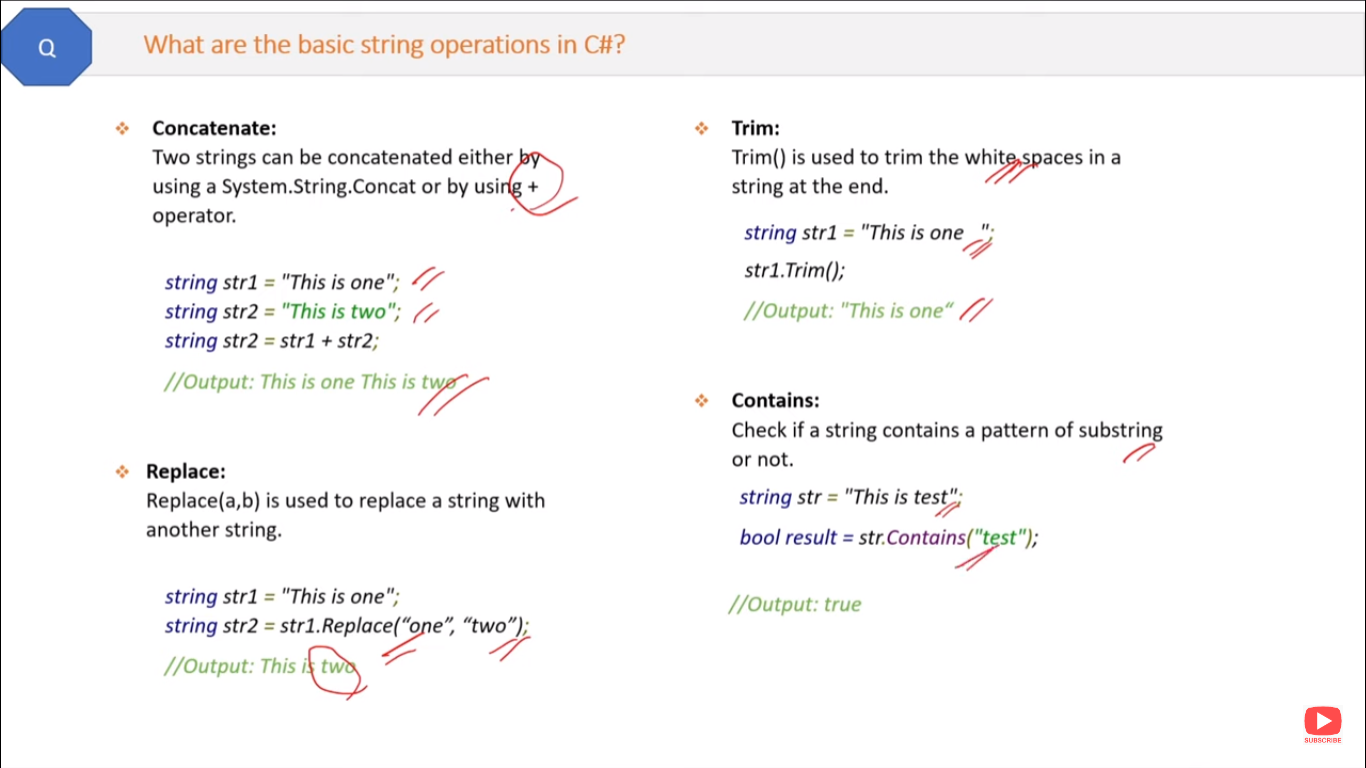 Q
What are the basic string operations in C#?
Concatenate:
Two strings can be concatenated either by
using a System.String.Concat or by using +
operator.
string str1 = "This is one";
string str2 = "This is two";
string str2 = str1 + str2;
//Output: This is one This is two
Replace:
Replace(a,b) is used to replace a string with
another string.
string str1 = "This is one";
string str2 = str1.Replace(“one”, “two”);
//Output: This is two
Trim:
Trim() is used to trim the white spaces in a
string at the end.
string str1 = "This is one   ";
str1.Trim();
//Output: "This is one“
Contains:
Check if a string contains a pattern of substring
or not.
string str = "This is test";
bool result = str.Contains("test");
//Output: true
SUBSCRIBE